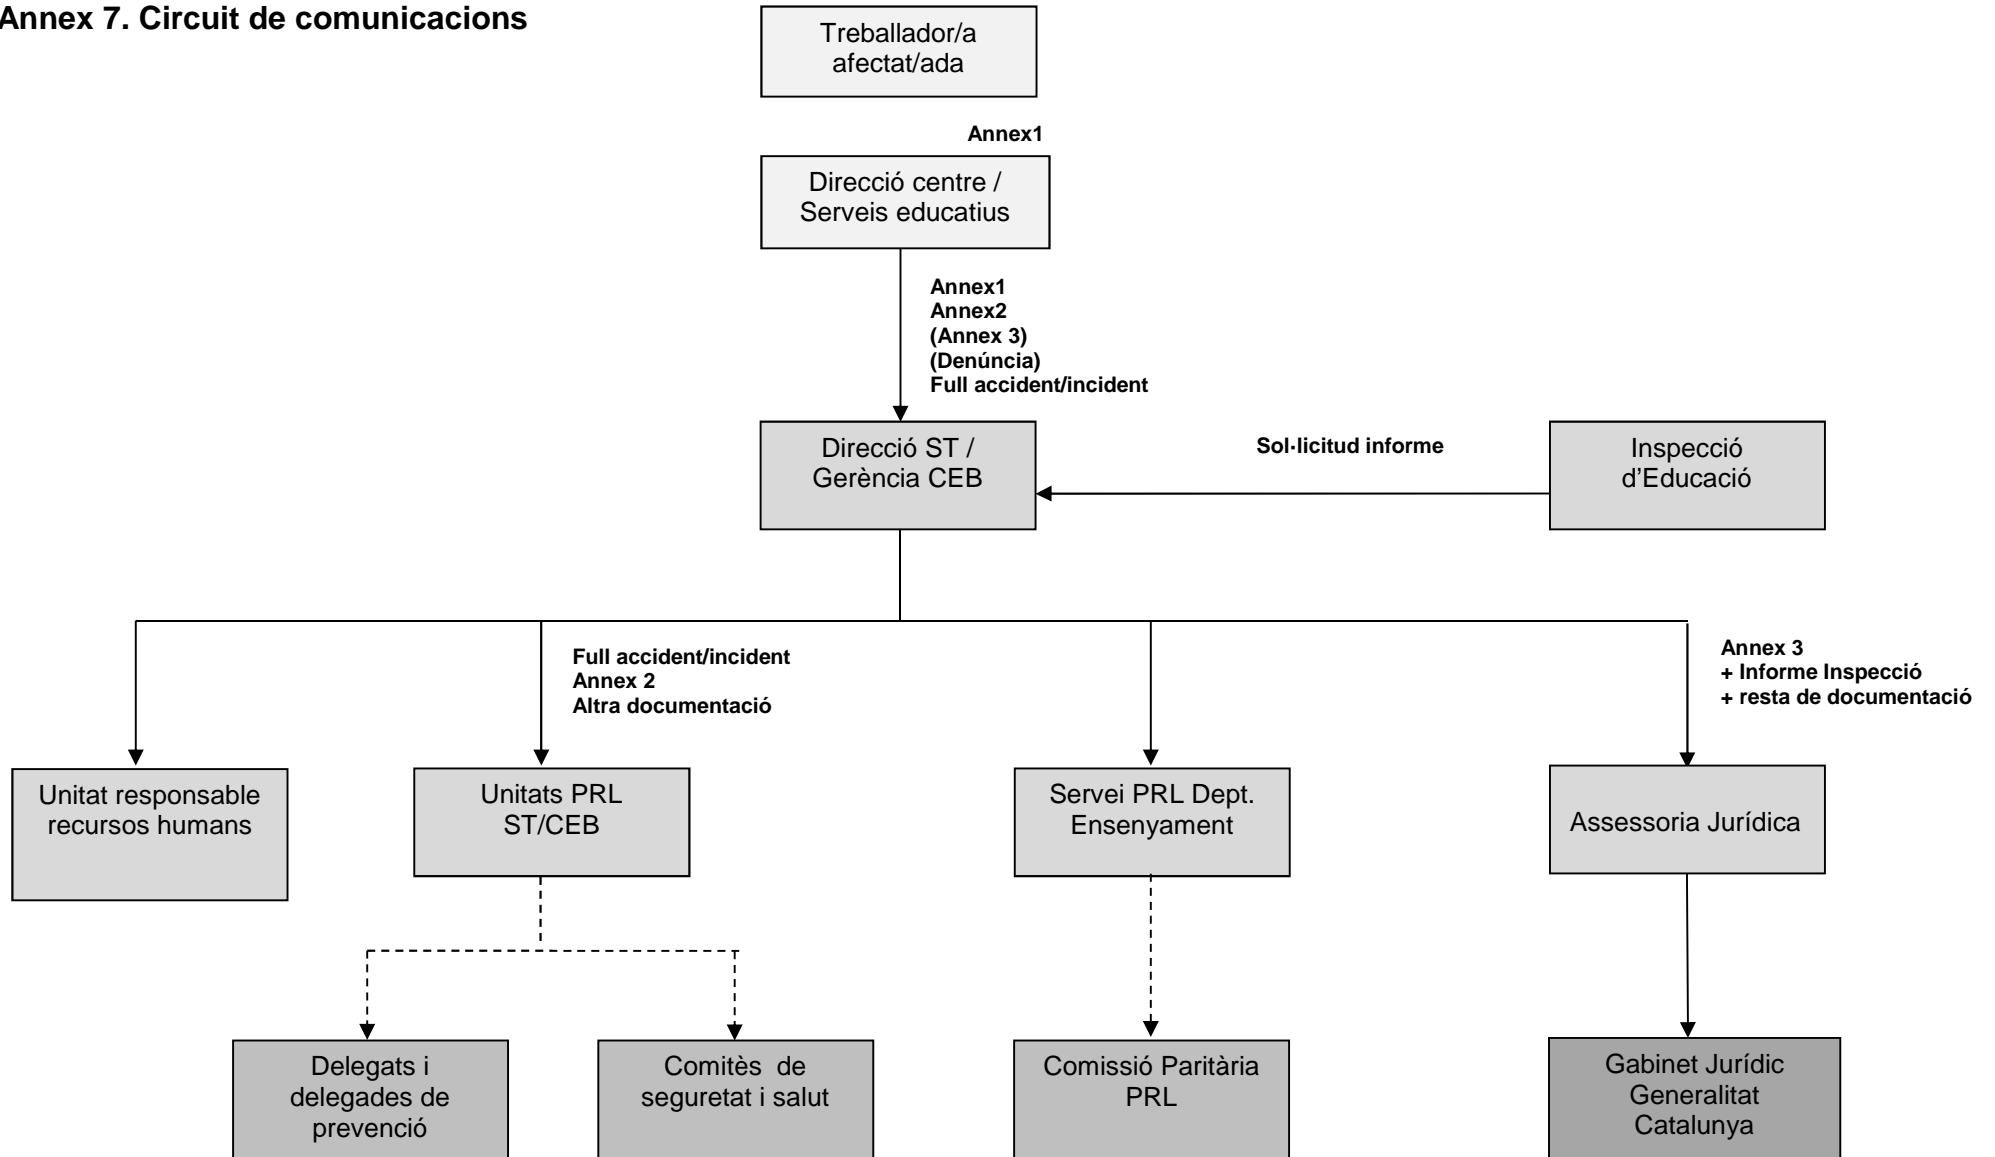 Annex 7. Circuit de comunicacions
Treballador/a
afectat/ada
Annex1
Direcció centre /
Serveis educatius
Annex1
Annex2
(Annex 3)
(Denúncia)
Full accident/incident
Direcció ST /
Gerència CEB
Sol·licitud informe
Inspecció
d’Educació
Full accident/incident
Annex 2
Altra documentació
Annex 3
+ Informe Inspecció
+ resta de documentació
Unitat responsable
recursos humans
Unitats PRL
ST/CEB
Servei PRL Dept.
Ensenyament
Assessoria Jurídica
Delegats i
delegades de
prevenció
Comitès  de
seguretat i salut
Comissió Paritària
PRL
Gabinet Jurídic
Generalitat
Catalunya